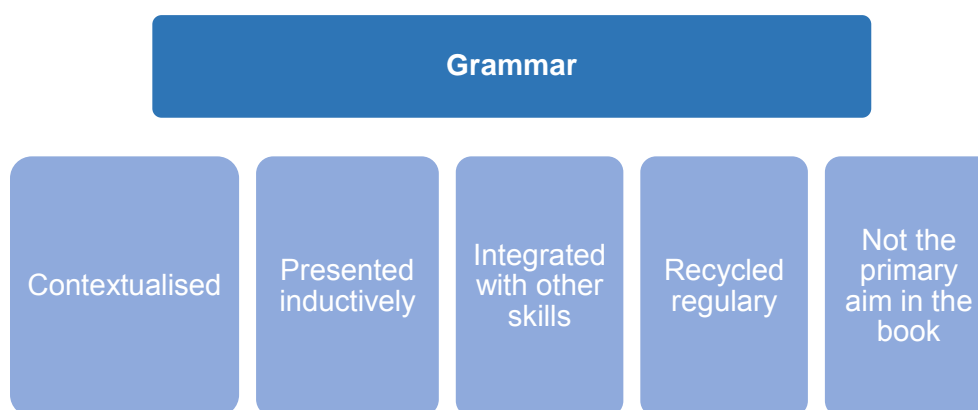 Grammar
Contextualised
Presented
inductively
Integrated
with other
skills
Recycled
regulary
Not the
primary
aim in the
book